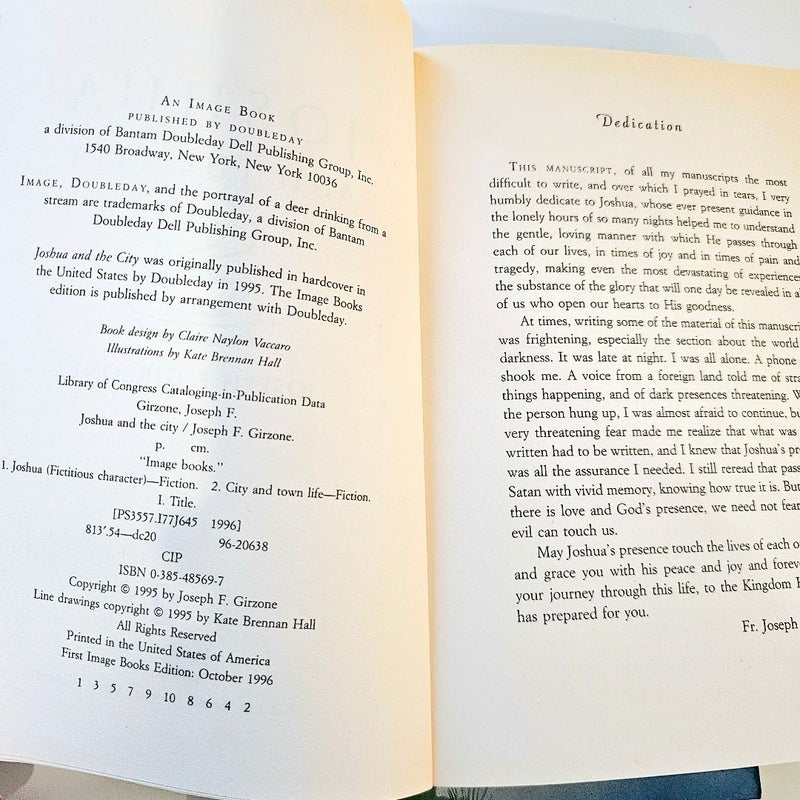 AN IMAGE BOOK
PUBLISHED BY DOUBLEDAY
a division of Bantam Doubleday Dell Publishing Group, Inc.
1540 Broadway, New York, New York 10036
IMAGE, DOUBLEDAY, and the portrayal of a deer drinking from a
stream are trademarks of Doubleday, a division of Bantam
Doubleday Dell Publishing Group, Inc.
Joshua and the City was originally published in hardcover in
the United States by Doubleday in 1995. The Image Books
edition is published by arrangement with Doubleday.
Book design by Claire Naylon Vaccaro
Illustrations by Kate Brennan Hall
Library of Congress Cataloging-in-Publication Data
Girzone, Joseph F.
Joshua and the city / Joseph F. Girzone.
p. cm.
“Image books.”
1. Joshua (Fictitious character)—Fiction. 2. City and town life—Fiction.
I. Title.
[PS3557.I77J645 1996]
813′.54—dc20 96-20638
CIP
ISBN 0-385-48569-7
Copyright © 1995 by Joseph F. Girzone
Line drawings copyright © 1995 by Kate Brennan Hall
All Rights Reserved
Printed in the United States of America
First Image Books Edition: October 1996
1 3 5 7 9 10 8 6 4 2
Dedication
THIS MANUSCRIPT, of all my manuscripts the most
difficult to write, and over which I prayed in tears, I very
humbly dedicate to Joshua, whose ever present guidance in
the lonely hours of so many nights helped me to understand
the gentle, loving manner with which He passes through
each of our lives, in times of joy and in times of pain and
tragedy, making even the most devastating of experiences
the substance of the glory that will one day be revealed in
of us who open our hearts to His goodness.
At times, writing some of the material of this
was frightening, especially the section about the world
darkness. It was late at night. I was all alone. A phone
shook me. A voice from a foreign land told me of
things happening, and of dark presences threatening.
the person hung up, I was almost afraid to continue,
very threatening fear made me realize that what was
written had to be written, and I knew that Joshua's
was all the assurance I needed. I still reread that
Satan with vivid memory, knowing how true it is. But
there is love and God's presence, we need not fear
evil can touch us.
May Joshua's presence touch the lives of each
and grace you with his peace and joy and
your journey through this life, to the Kingdom
has prepared for you.
Fr. Joseph